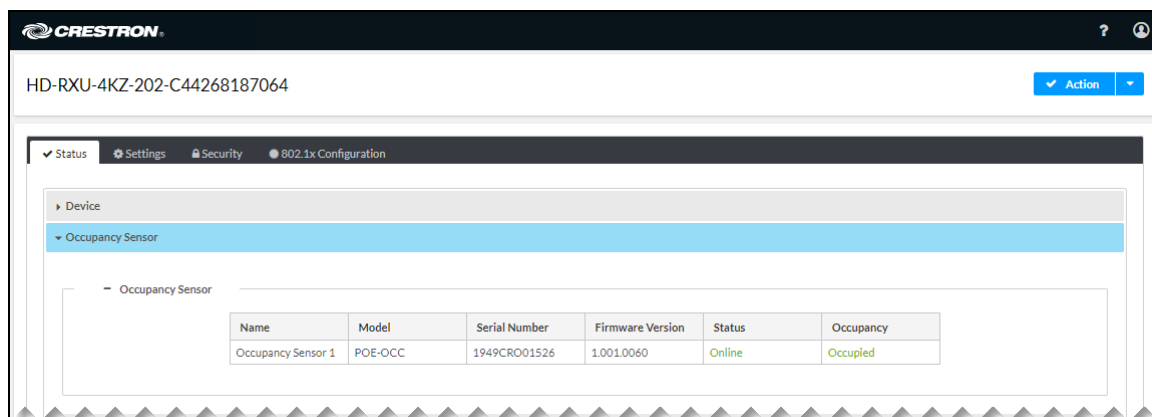 CRESTRON®
?
HD-RXU-4KZ-202-C44268187064
Action
Status Settings Security 802.1x Configuration
Device
Occupancy Sensor
Occupancy Sensor
Name Model Serial Number Firmware Version Status Occupancy
Occupancy Sensor 1 POE-OCC 1949CRO01526 1.001.0060 Online Occupied